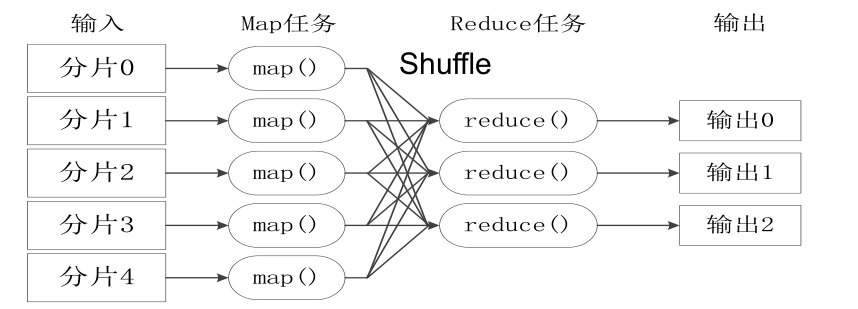 输入 Map任务 Reduce任务 输出
Shuffle
分片0 map()
分片1 map() reduce() 输出0
分片2 map() reduce() 输出1
分片3 map() reduce() 输出2
分片4 map()